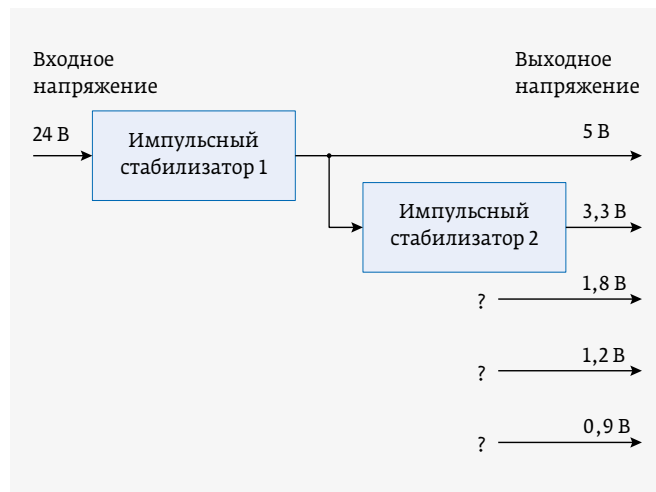 Входное
напряжение
Выходное
напряжение
24 В
Импульсный
стабилизатор 1
5 В
Импульсный
стабилизатор 2
3,3 В
? 1,8 В
? 1,2 В
? 0,9 В